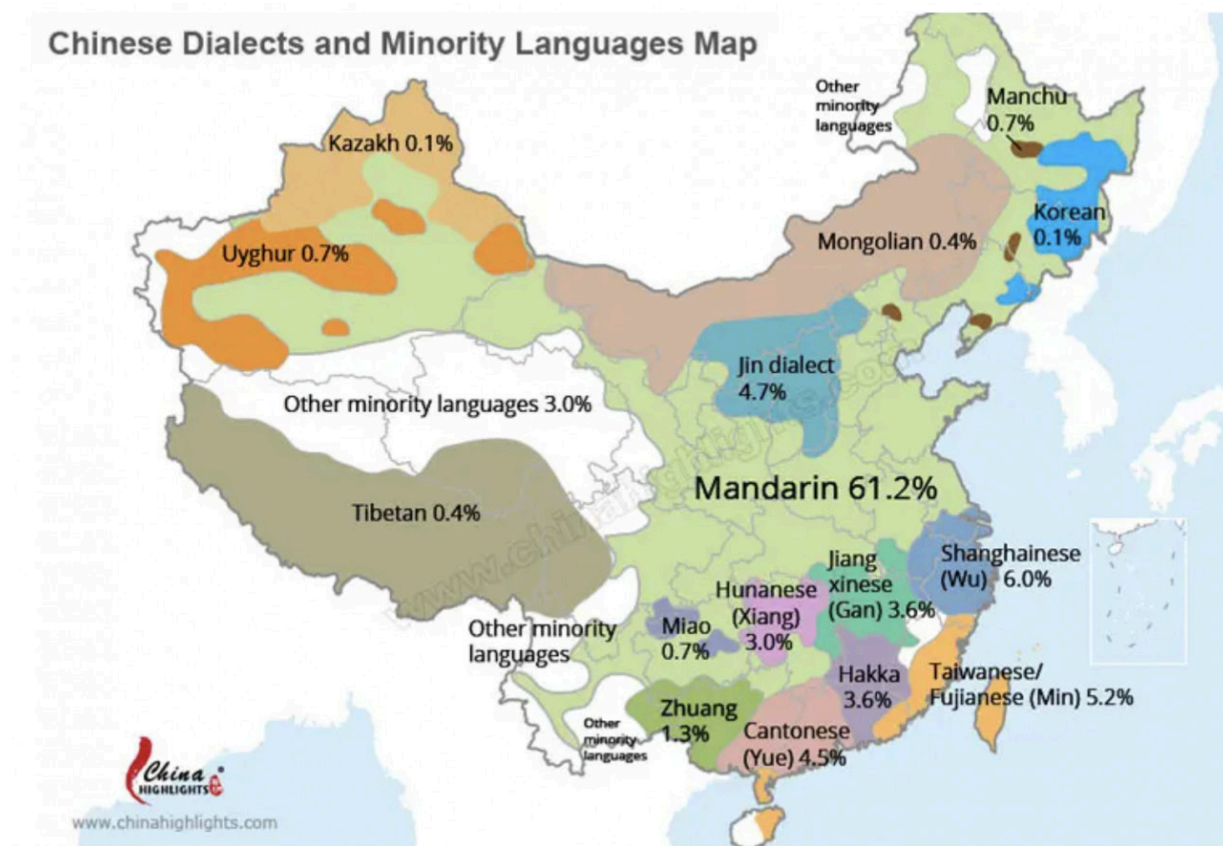 Chinese Dialects and Minority Languages Map
Other
minority
languages
Manchu
0.7%
Kazakh 0.1%
Korean
0.1%
Uyghur 0.7%
Mongolian 0.4%
Jin dialect
4.7%
Other minority languages 3.0%
Mandarin 61.2%
Tibetan 0.4%
Shanghainese
(Wu) 6.0%
Jiang
xinese
(Gan) 3.6%
Hunanese
(Xiang)
3.0%
Miao
0.7%
Other minority
languages
Hakka
3.6%
Taiwanese/
Fujianese (Min) 5.2%
Zhuang
1.3%
Other
minority
languages
Cantonese
(Yue) 4.5%
China
HIGHLIGHTS
www.chinahighlights.com
www.chinahighlights.com